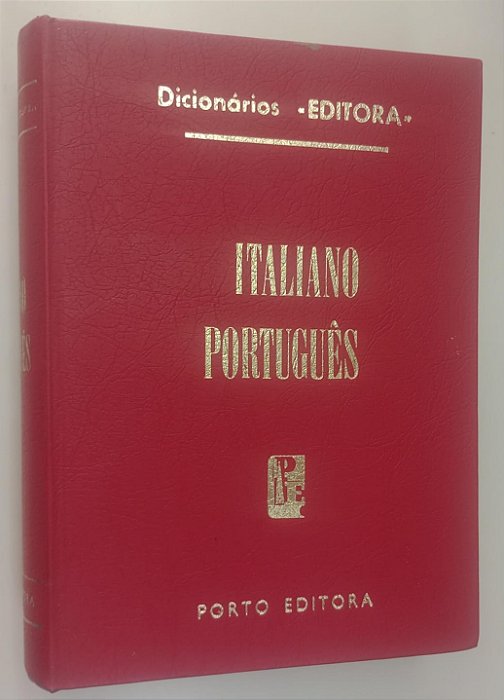 Dicionários «EDITORA»
ITALIANO
PORTUGUÊS
PORTO EDITORA